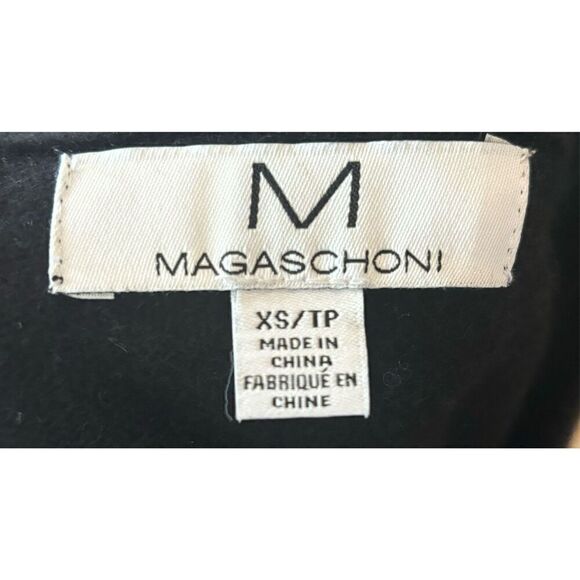 M
MAGASCHONI
XS/TP
MADE IN
CHINA
FABRIQUÉ EN
CHINE